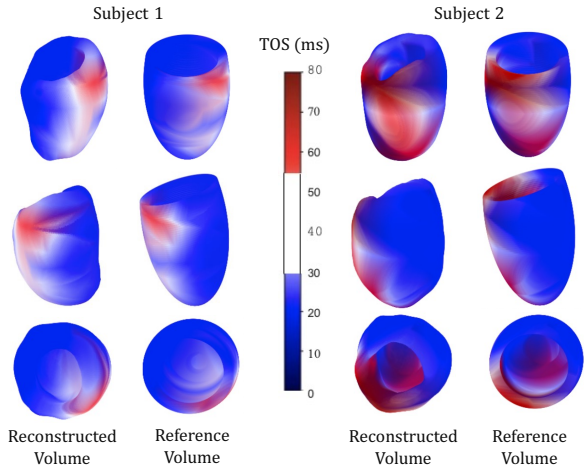 Subject 1
Subject 2
TOS (ms)
80
70
60
50
40
30
20
10
0
Reconstructed
Volume
Reference
Volume
Reconstructed
Volume
Reference
Volume